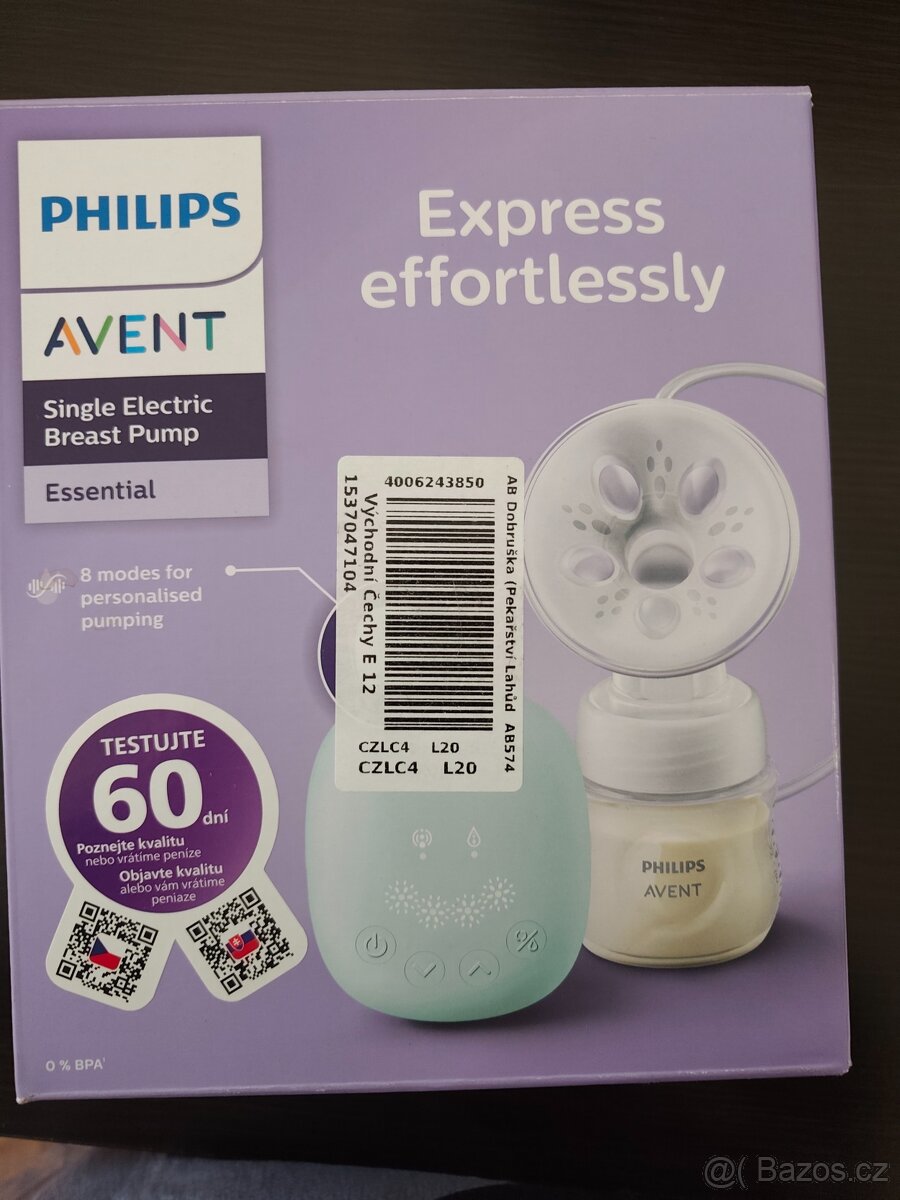 PHILIPS
AVENT
Single Electric
Breast Pump
Essential
Express
effortlessly
8 modes for
personalised
pumping
4006243850
1537047104
Východní Čechy E 12
AB Dobruška (Pekařství Lahůd AB574
CZLC4 L20
CZLC4 L20
TESTUJTE
60 dní
Poznejte kvalitu
nebo vrátíme peníze
Objavte kvalitu
alebo vám vrátime
peniaze
PHILIPS
AVENT
0 % BPA¹
@( Bazos.cz